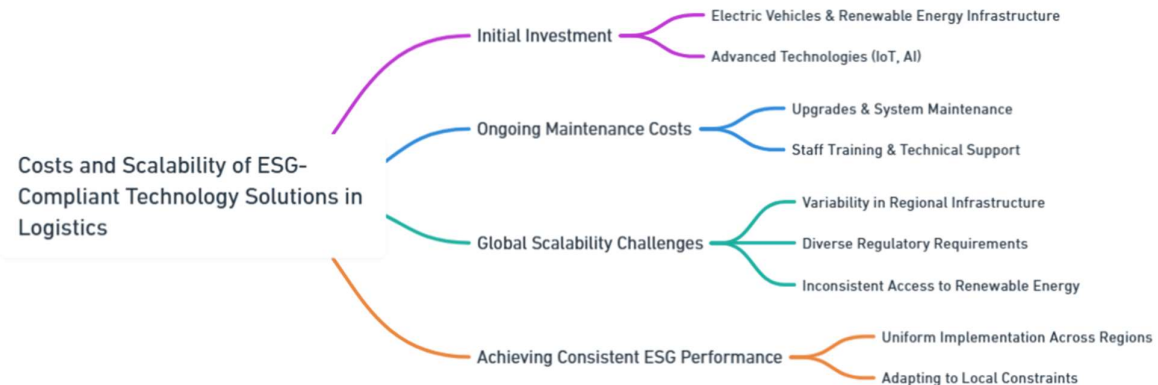 Costs and Scalability of ESG-
Compliant Technology Solutions in
Logistics
Initial Investment
Electric Vehicles & Renewable Energy Infrastructure
Advanced Technologies (IoT, AI)
Ongoing Maintenance Costs
Upgrades & System Maintenance
Staff Training & Technical Support
Global Scalability Challenges
Variability in Regional Infrastructure
Diverse Regulatory Requirements
Inconsistent Access to Renewable Energy
Achieving Consistent ESG Performance
Uniform Implementation Across Regions
Adapting to Local Constraints